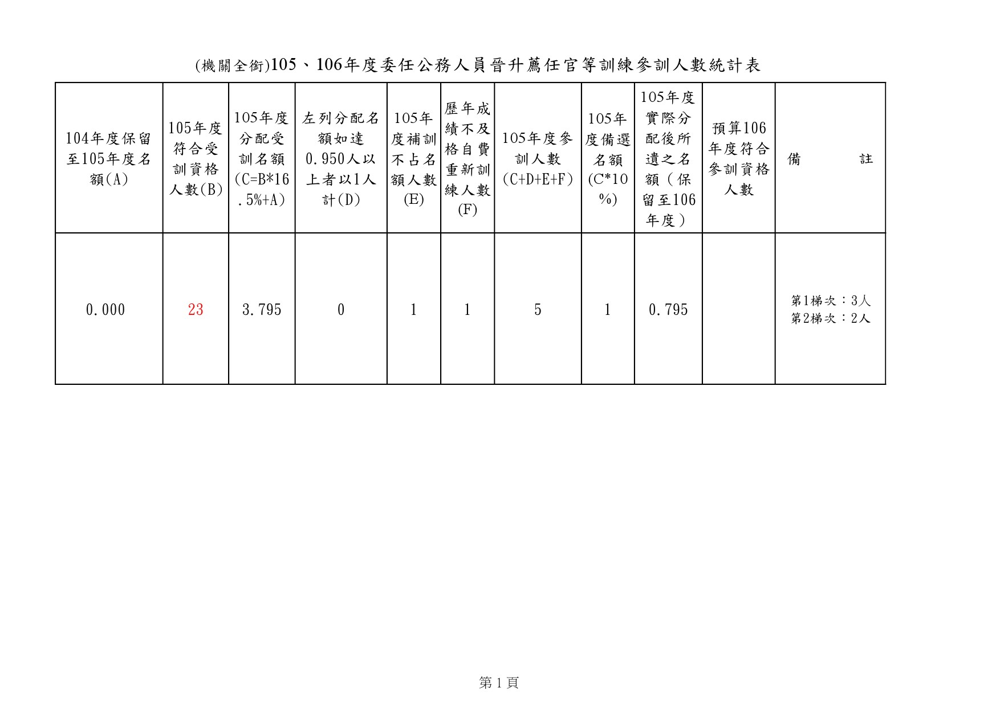 (機關全銜)105、106年度委任公務人員晉升薦任官等訓練參訓人數統計表
104年度保留
至105年度名
額(A)
105年度
符合受
訓資格
人數(B)
105年度
分配受
訓名額
(C=B*16
.5%+A)
左列分配名
額如達
0.950人以
上者以1人
計(D)
105年
度補訓
不占名
額人數
(E)
歷年成
績不及
格自費
重新訓
練人數
(F)
105年度參
訓人數
(C+D+E+F)
105年
度備選
名額
(C*10
%)
105年度
實際分
配後所
遺之名
額（保
留至106
年度）
預算106
年度符合
參訓資格
人數
備 註
0.000
23
3.795
0
1
1
5
1
0.795
第1梯次：3人
第2梯次：2人
第 1 頁